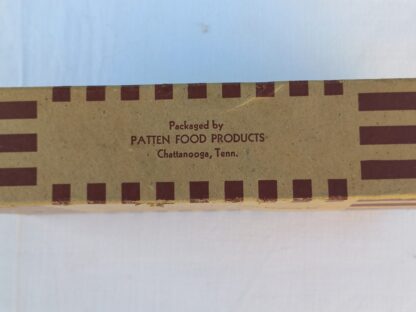 Packaged by
PATTEN FOOD PRODUCTS
Chattanooga, Tenn.